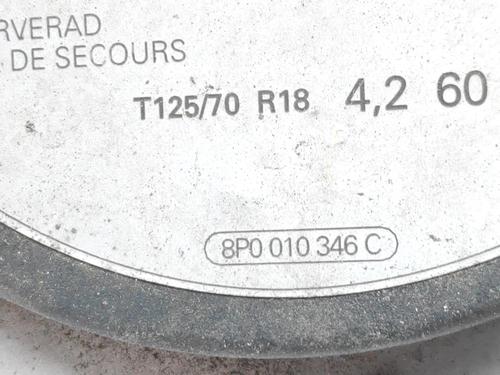 RVERAD
DE SECOURS
T125/70 R18 4,2 60
8P0 010 346 C